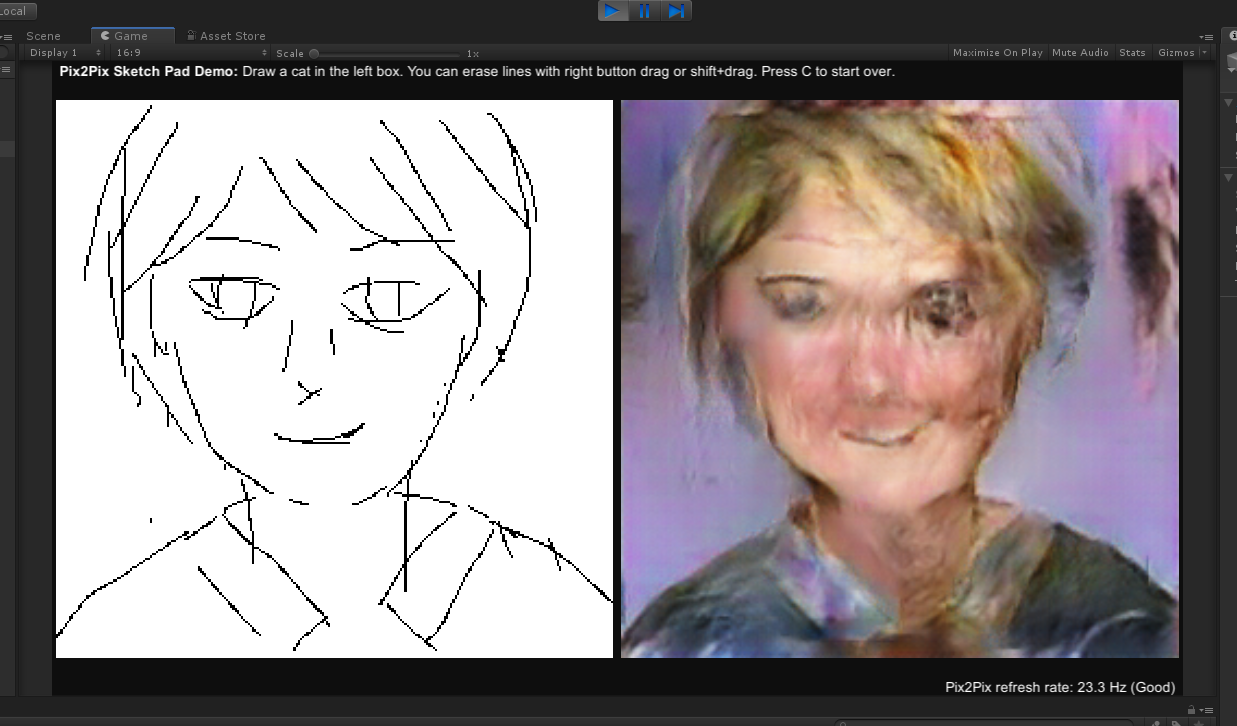 Local
Scene Game Asset Store
Display 1 16:9 Scale 1x Maximize On Play Mute Audio Stats Gizmos
Pix2Pix Sketch Pad Demo: Draw a cat in the left box. You can erase lines with right button drag or shift+drag. Press C to start over.
Pix2Pix refresh rate: 23.3 Hz (Good)